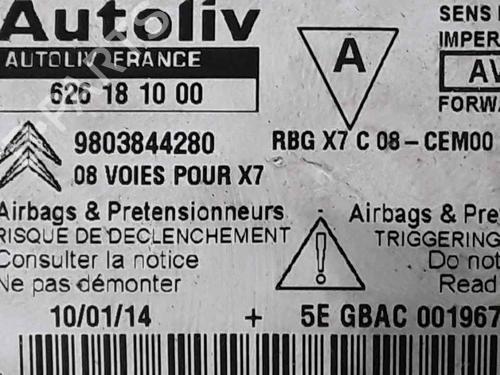 Autoliv
SENS
IMPER
AUTOLIV FRANCE
A
AV
626 18 10 00
FORWA
9803844280
RBG X7 C 08-CEM00
08 VOIES POUR X7
Airbags & Pretensionneurs
Airbags & Pre
RISQUE DE DECLENCHEMENT
TRIGGERING
Consulter la notice
Do not
Ne pas démonter
!
Read
10/01/14 + 5E GBAC 001967